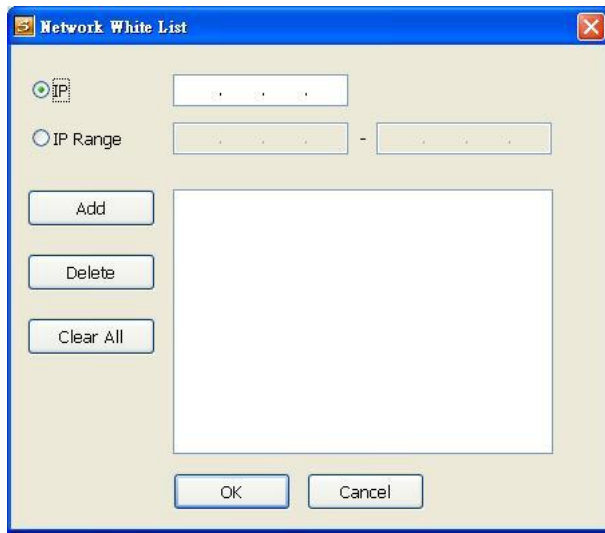 Network White List
IP . . .
IP Range . . . - . . .
Add
Delete
Clear All
OK Cancel